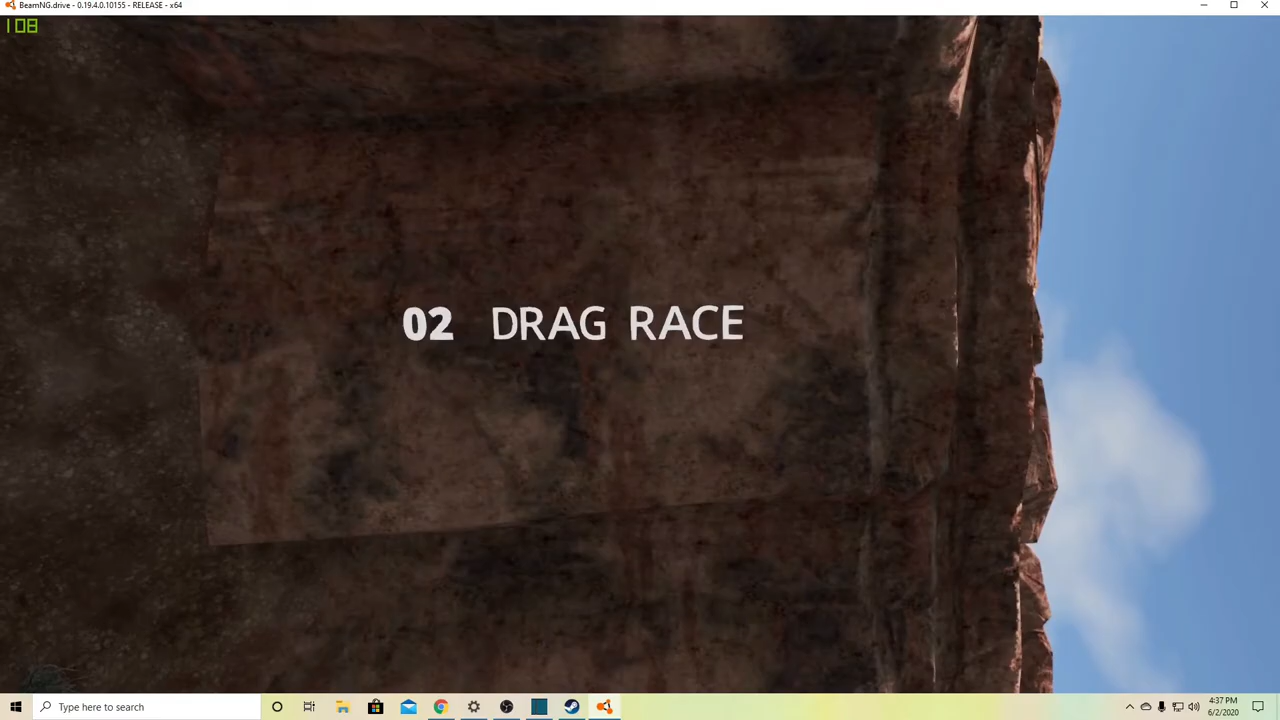 BeamNG.drive - 0.19.4.0.10155 - RELEASE - x64
108
02 DRAG RACE
Type here to search
4:37 PM
6/2/2020